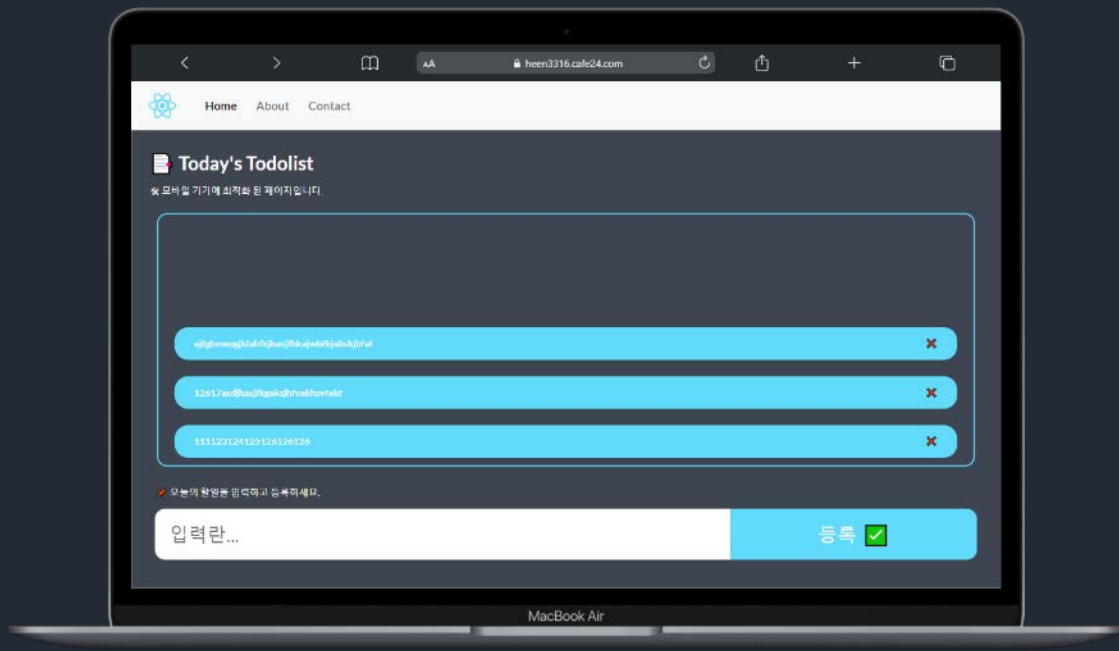 AA heen3316.cafe24.com
Home About Contact
Today's Todolist
모바일 기기에 최적화 된 페이지입니다.
111123124125126126126
오늘의 할일을 입력하고 등록하세요.
입력란...
등록
MacBook Air